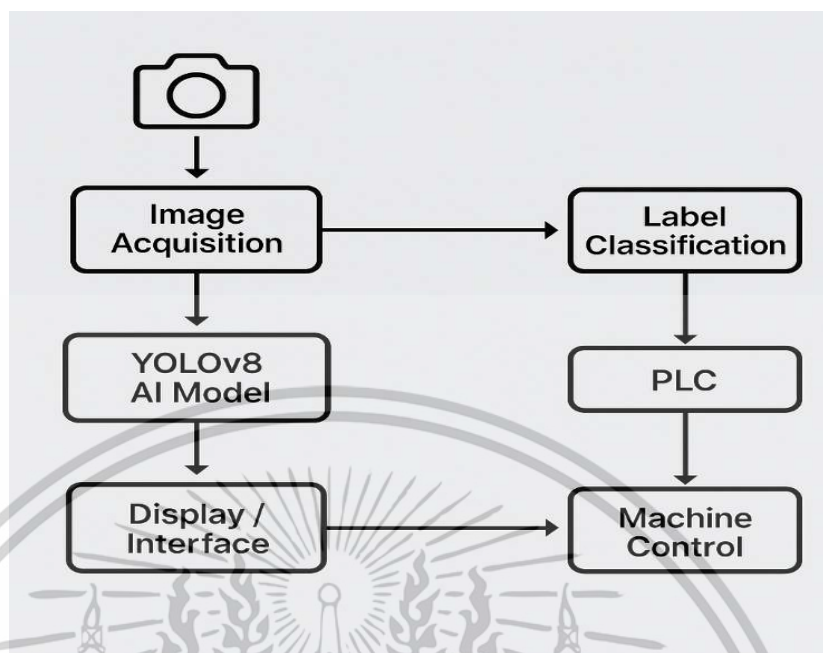 Image
Acquisition
Label
Classification
YOLOv8
AI Model
PLC
Display /
Interface
Machine
Control